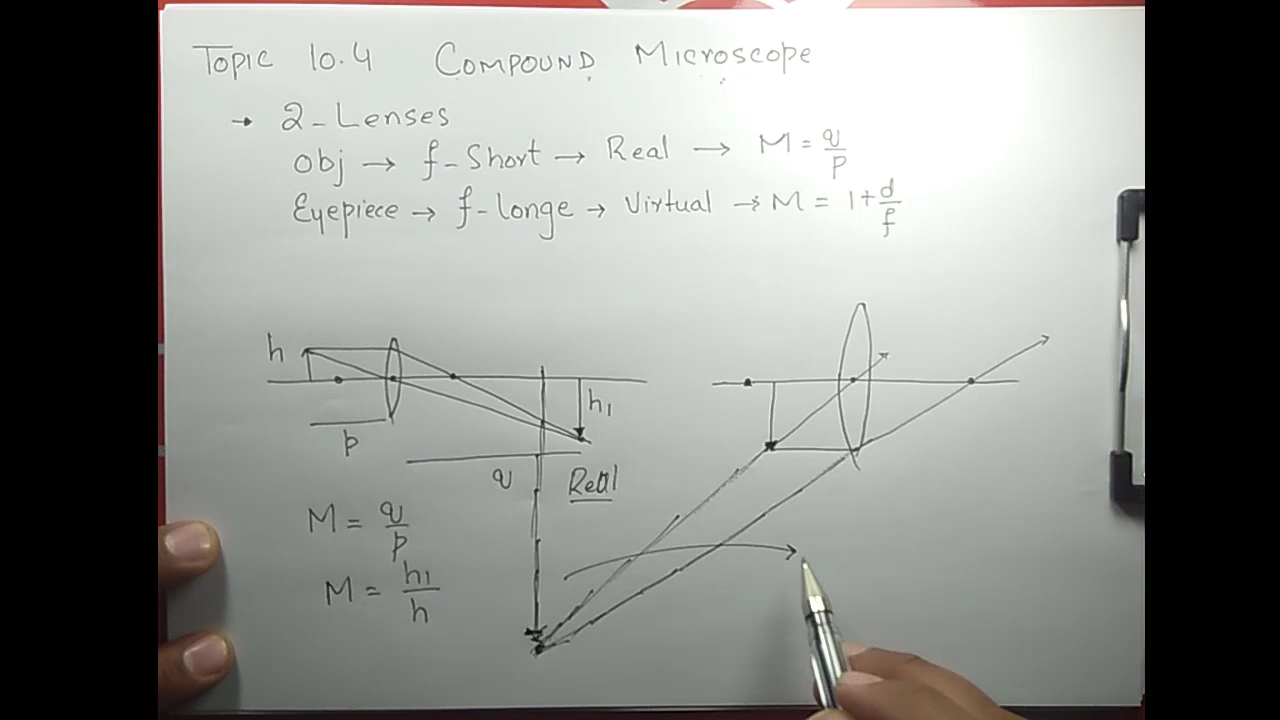 Topic 10.4 Compound Microscope
→ 2-Lenses
Obj → f-Short → Real → M = q/p
Eyepiece → f-longe → Virtual → M = 1+d/f
h
h₁
p
q
Real
M = q/p
M = h₁/h